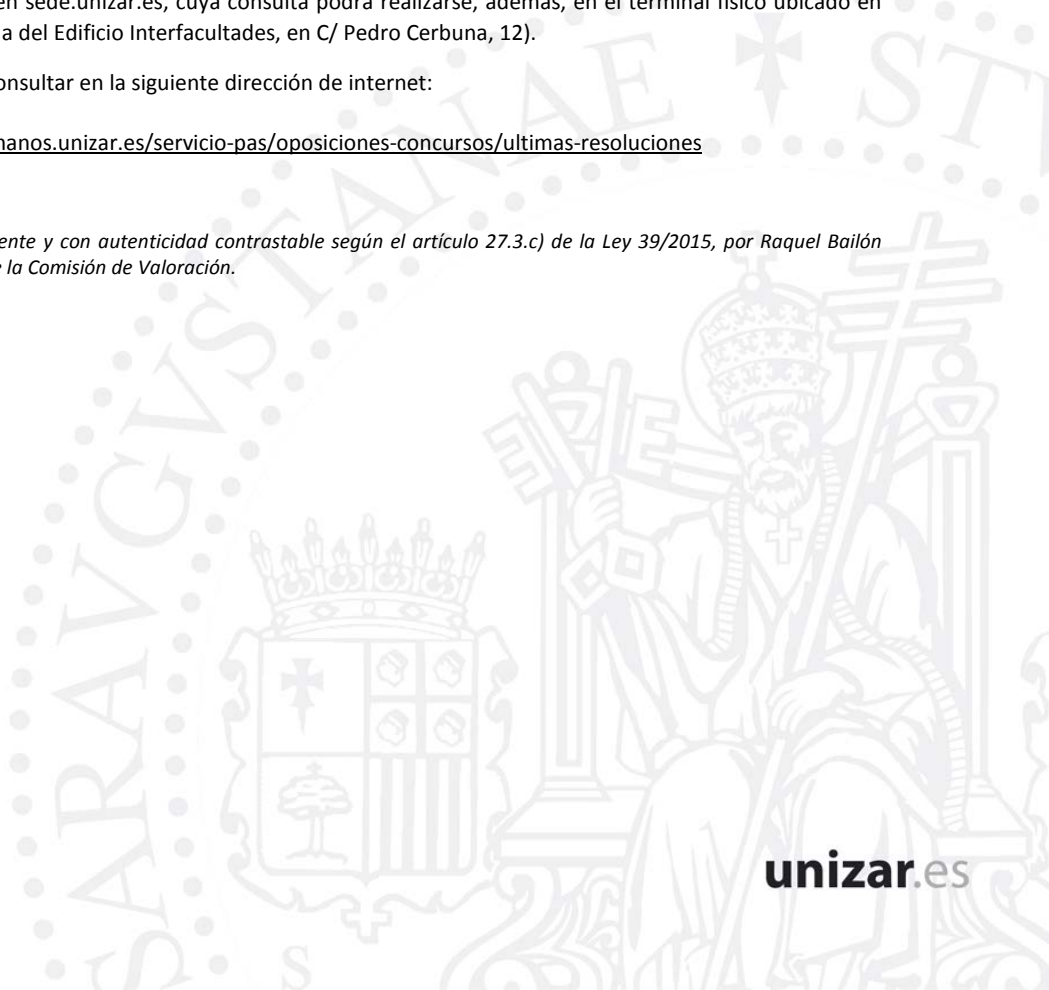 en sede.unizar.es, cuya consulta podrá realizarse, además, en el terminal físico ubicado en
a del Edificio Interfacultades, en C/ Pedro Cerbuna, 12).
onsultar en la siguiente dirección de internet:
nanos.unizar.es/servicio-pas/oposiciones-concursos/ultimas-resoluciones
ente y con autenticidad contrastable según el artículo 27.3.c) de la Ley 39/2015, por Raquel Bailón
e la Comisión de Valoración.
SARAVGVSTANAE
ST
unizar.es
S